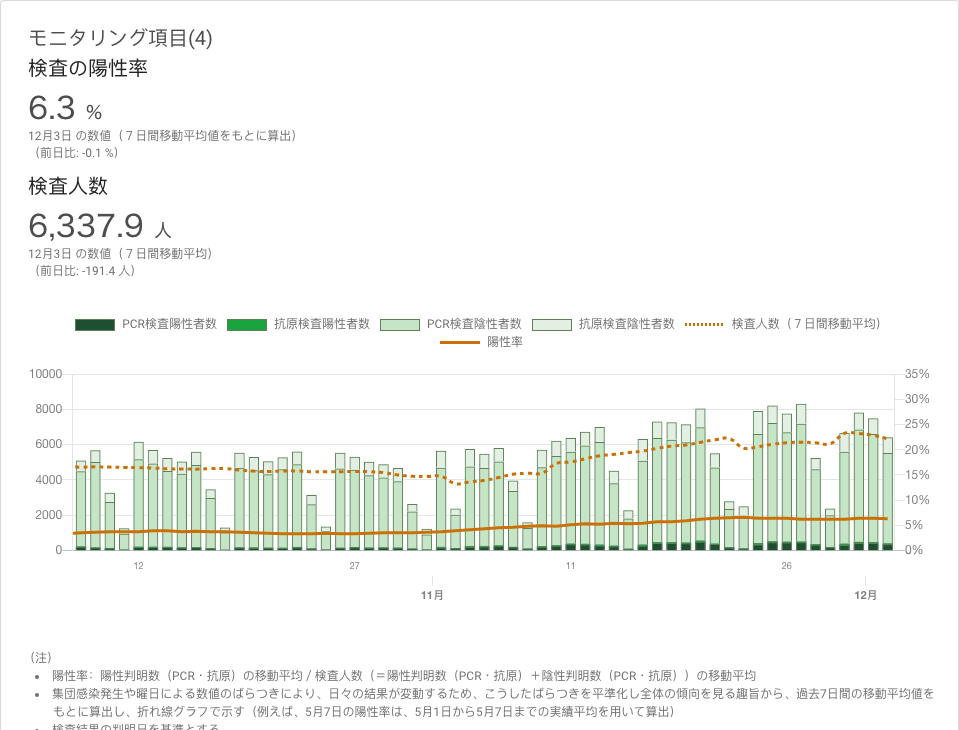 モニタリング項目(4)
検査の陽性率
6.3 %
12月3日 の数値（７日間移動平均値をもとに算出）
（前日比: -0.1 %）
検査人数
6,337.9 人
12月3日 の数値（７日間移動平均）
（前日比: -191.4 人）
PCR検査陽性者数 抗原検査陽性者数 PCR検査陰性者数 抗原検査陰性者数 検査人数（７日間移動平均）
陽性率
10000 35%
30%
8000
25%
6000
20%
4000 15%
10%
2000
5%
0 0%
12 27 11 26
11月 12月
（注）
• 陽性率：陽性判明数（PCR・抗原）の移動平均 / 検査人数（＝陽性判明数（PCR・抗原）＋陰性判明数（PCR・抗原））の移動平均
• 集団感染発生や曜日による数値のばらつきにより、日々の結果が変動するため、こうしたばらつきを平準化し全体の傾向を見る趣旨から、過去7日間の移動平均値を
もとに算出し、折れ線グラフで示す（例えば、5月7日の陽性率は、5月1日から5月7日までの実績平均を用いて算出）
• 検査結果の判明日を基準とする